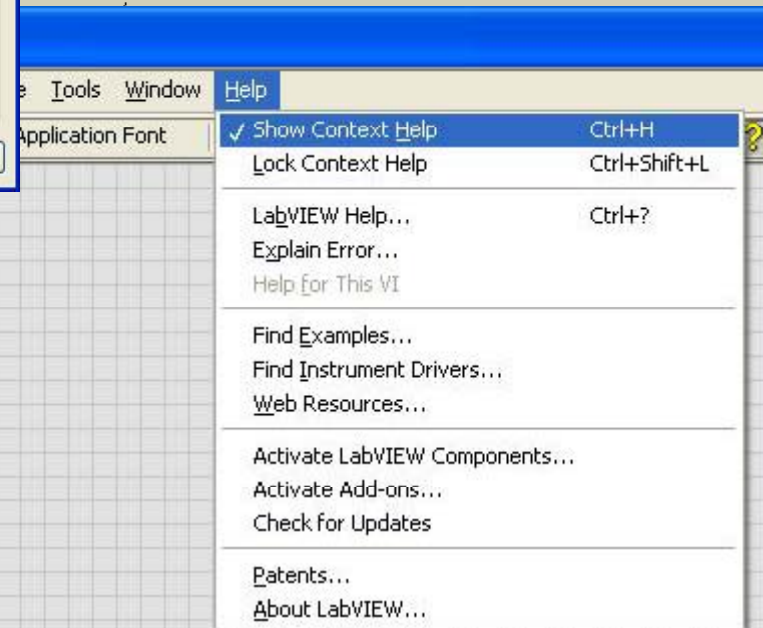 Tools Window Help
Application Font
✓ Show Context Help Ctrl+H
Lock Context Help Ctrl+Shift+L
LabVIEW Help... Ctrl+?
Explain Error...
Help for This VI
Find Examples...
Find Instrument Drivers...
Web Resources...
Activate LabVIEW Components...
Activate Add-ons...
Check for Updates
Patents...
About LabVIEW...